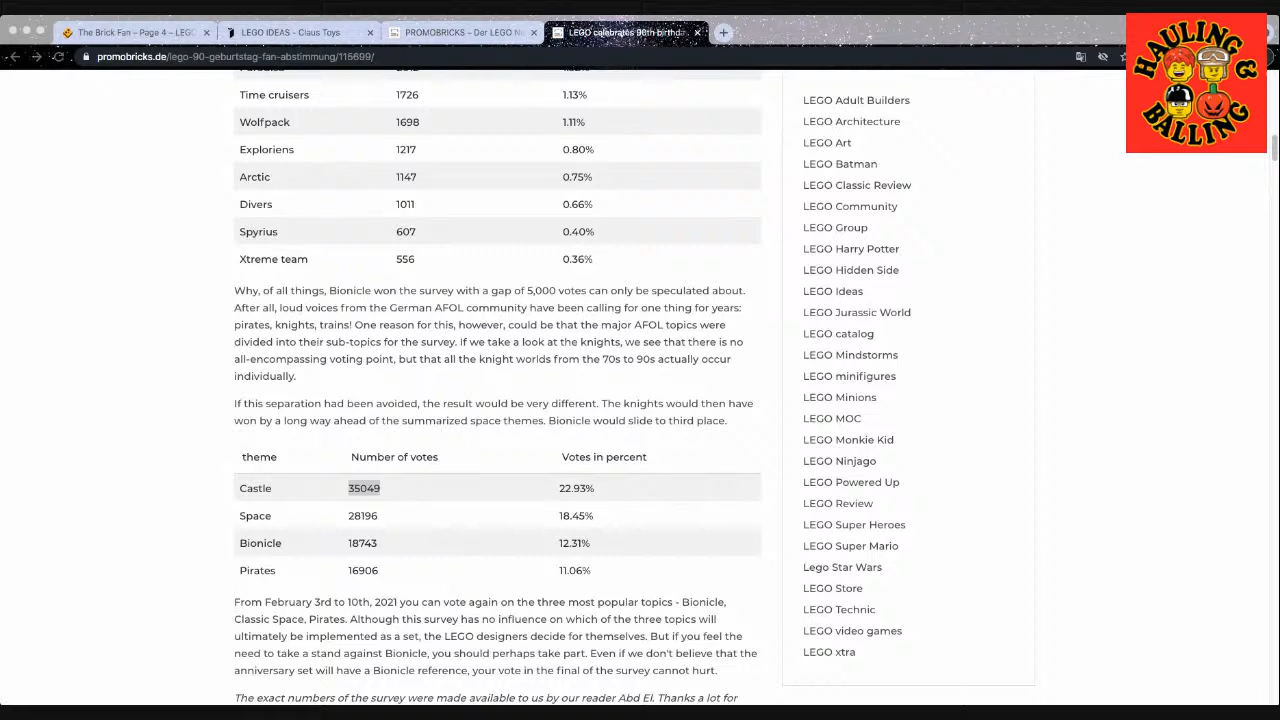 The Brick Fan – Page 4 – LEGO
LEGO IDEAS - Claus Toys
PROMOBRICKS - Der LEGO N
LEGO celebrates 90th birthda
promobricks.de/lego-90-geburtstag-fan-abstimmung/115699/
HAULING &
BALLING
Time cruisers 1726 1.13%
Wolfpack 1698 1.11%
Exploriens 1217 0.80%
Arctic 1147 0.75%
Divers 1011 0.66%
Spyrius 607 0.40%
Xtreme team 556 0.36%
Why, of all things, Bionicle won the survey with a gap of 5,000 votes can only be speculated about.
After all, loud voices from the German AFOL community have been calling for one thing for years:
pirates, knights, trains! One reason for this, however, could be that the major AFOL topics were
divided into their sub-topics for the survey. If we take a look at the knights, we see that there is no
all-encompassing voting point, but that all the knight worlds from the 70s to 90s actually occur
individually.
If this separation had been avoided, the result would be very different. The knights would then have
won by a long way ahead of the summarized space themes. Bionicle would slide to third place.
theme Number of votes Votes in percent
Castle 35049 22.93%
Space 28196 18.45%
Bionicle 18743 12.31%
Pirates 16906 11.06%
From February 3rd to 10th, 2021 you can vote again on the three most popular topics - Bionicle,
Classic Space, Pirates. Although this survey has no influence on which of the three topics will
ultimately be implemented as a set, the LEGO designers decide for themselves. But if you feel the
need to take a stand against Bionicle, you should perhaps take part. Even if we don't believe that the
anniversary set will have a Bionicle reference, your vote in the final of the survey cannot hurt.
The exact numbers of the survey were made available to us by our reader Abd El. Thanks a lot for
LEGO Adult Builders
LEGO Architecture
LEGO Art
LEGO Batman
LEGO Classic Review
LEGO Community
LEGO Group
LEGO Harry Potter
LEGO Hidden Side
LEGO Ideas
LEGO Jurassic World
LEGO catalog
LEGO Mindstorms
LEGO minifigures
LEGO Minions
LEGO MOC
LEGO Monkie Kid
LEGO Ninjago
LEGO Powered Up
LEGO Review
LEGO Super Heroes
LEGO Super Mario
Lego Star Wars
LEGO Store
LEGO Technic
LEGO video games
LEGO xtra